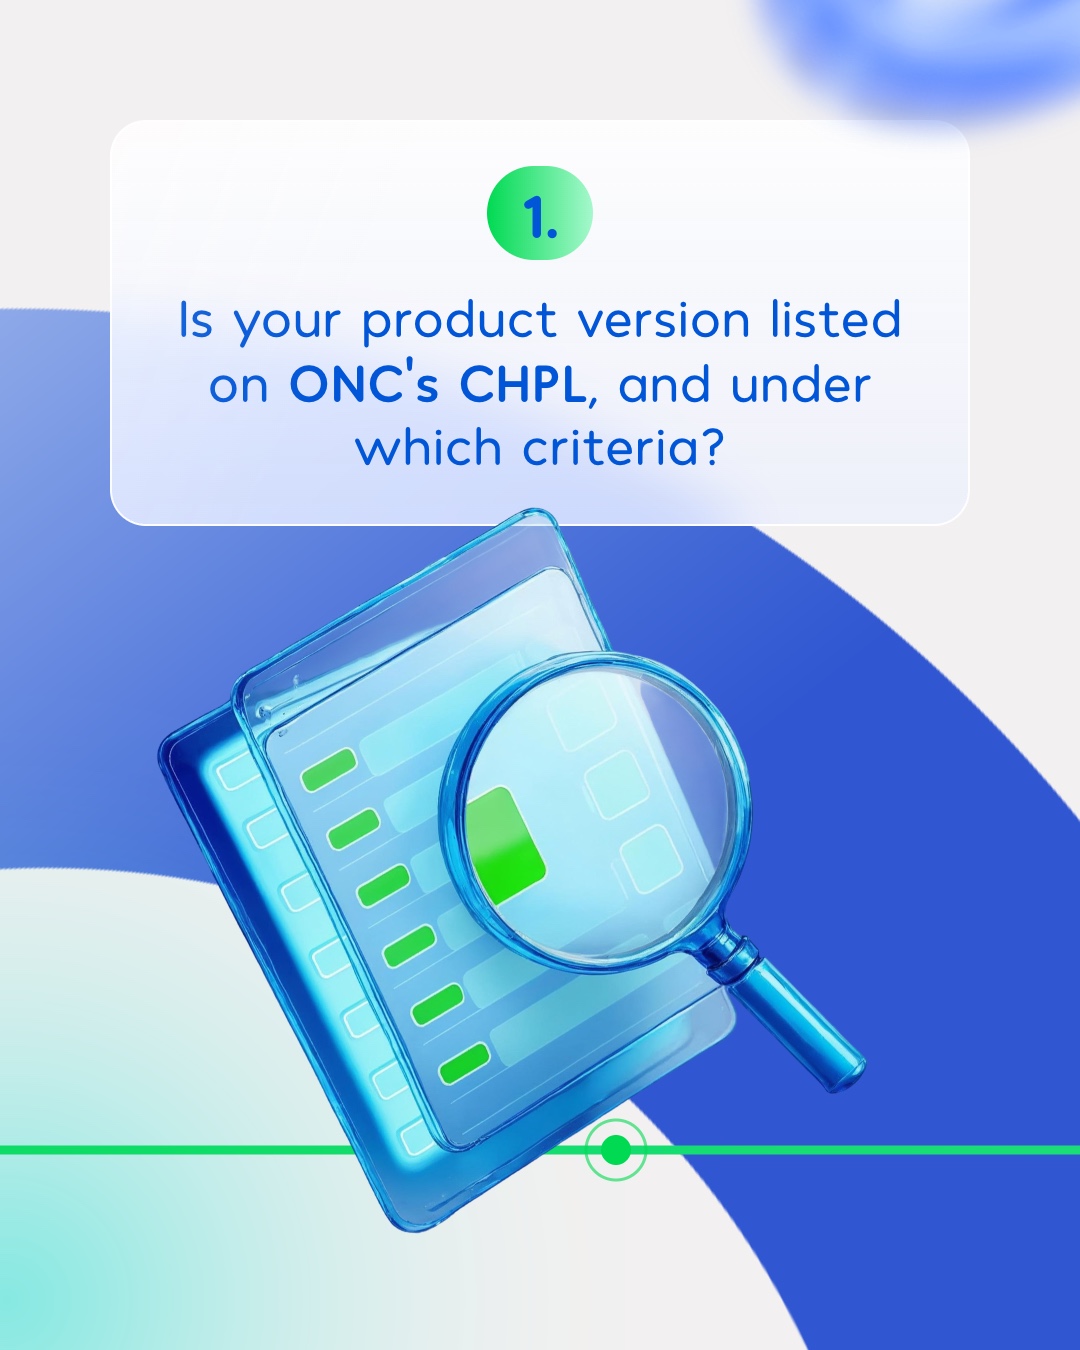 1.
Is your product version listed
on ONC's CHPL, and under
which criteria?